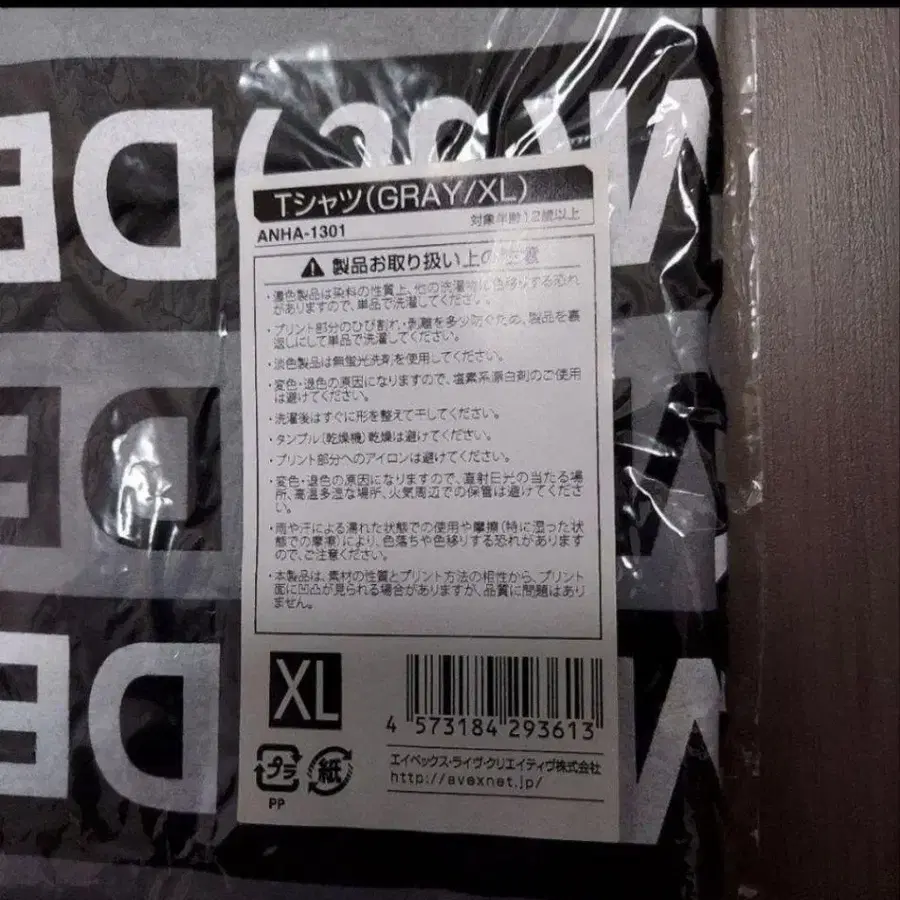 Tシャツ(GRAY/XL)
ANHA-1301
対象年齢12歳以上
製品お取り扱い上の注意
・濃色製品は染料の性質上、他の洗濯物に色移りする恐れ
がありますので、単品で洗濯してください。
・プリント部分のひび割れ・剥離を多少防ぐため、製品を裏
返しにして単品で洗濯してください。
・淡色製品は無蛍光洗剤を使用してください。
・変色・退色の原因になりますので、塩素系漂白剤のご使用
は避けてください。
・洗濯後はすぐに形を整えて干してください。
・タンブル(乾燥機)乾燥は避けてください。
・プリント部分へのアイロンは避けてください。
・変色・退色の原因になりますので、直射日光の当たる場
所、高温多湿な場所、火気周辺での保管は避けてくださ
い。
・雨や汗による濡れた状態での使用や摩擦(特に湿った状
態での摩擦)により、色落ちや色移りする恐れがあります
ので、ご注意ください。
・本製品は、素材の性質とプリント方法の相性から、プリント
面に凹凸が見られる場合がありますが、品質に問題はあり
ません。
XL
4 573184 293613
プラ
PP
紙
エイベックス・ライヴ・クリエイティヴ株式会社
http://avexnet.jp/